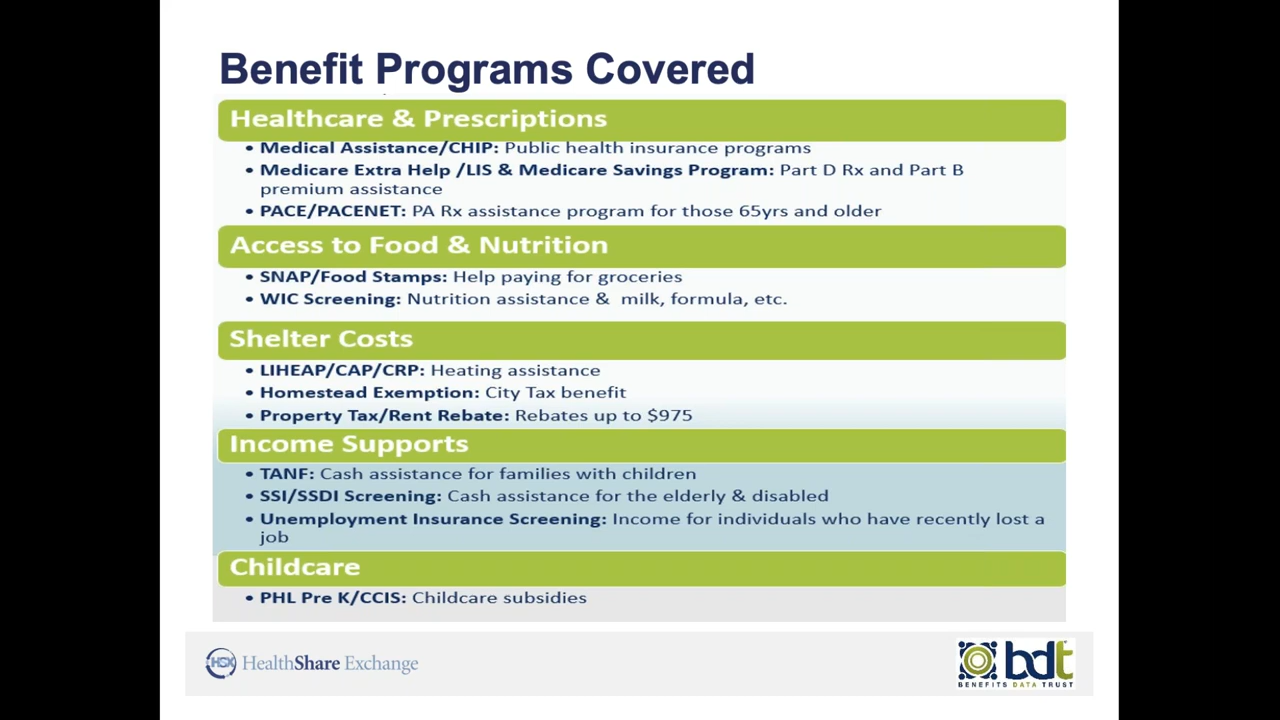 Benefit Programs Covered
Healthcare & Prescriptions
• Medical Assistance/CHIP: Public health insurance programs
• Medicare Extra Help /LIS & Medicare Savings Program: Part D Rx and Part B
premium assistance
• PACE/PACENET: PA Rx assistance program for those 65yrs and older
Access to Food & Nutrition
• SNAP/Food Stamps: Help paying for groceries
• WIC Screening: Nutrition assistance & milk, formula, etc.
Shelter Costs
• LIHEAP/CAP/CRP: Heating assistance
• Homestead Exemption: City Tax benefit
• Property Tax/Rent Rebate: Rebates up to $975
Income Supports
• TANF: Cash assistance for families with children
• SSI/SSDI Screening: Cash assistance for the elderly & disabled
• Unemployment Insurance Screening: Income for individuals who have recently lost a
job
Childcare
• PHL Pre K/CCIS: Childcare subsidies
HSX HealthShare Exchange
bdt
BENEFITS DATA TRUST